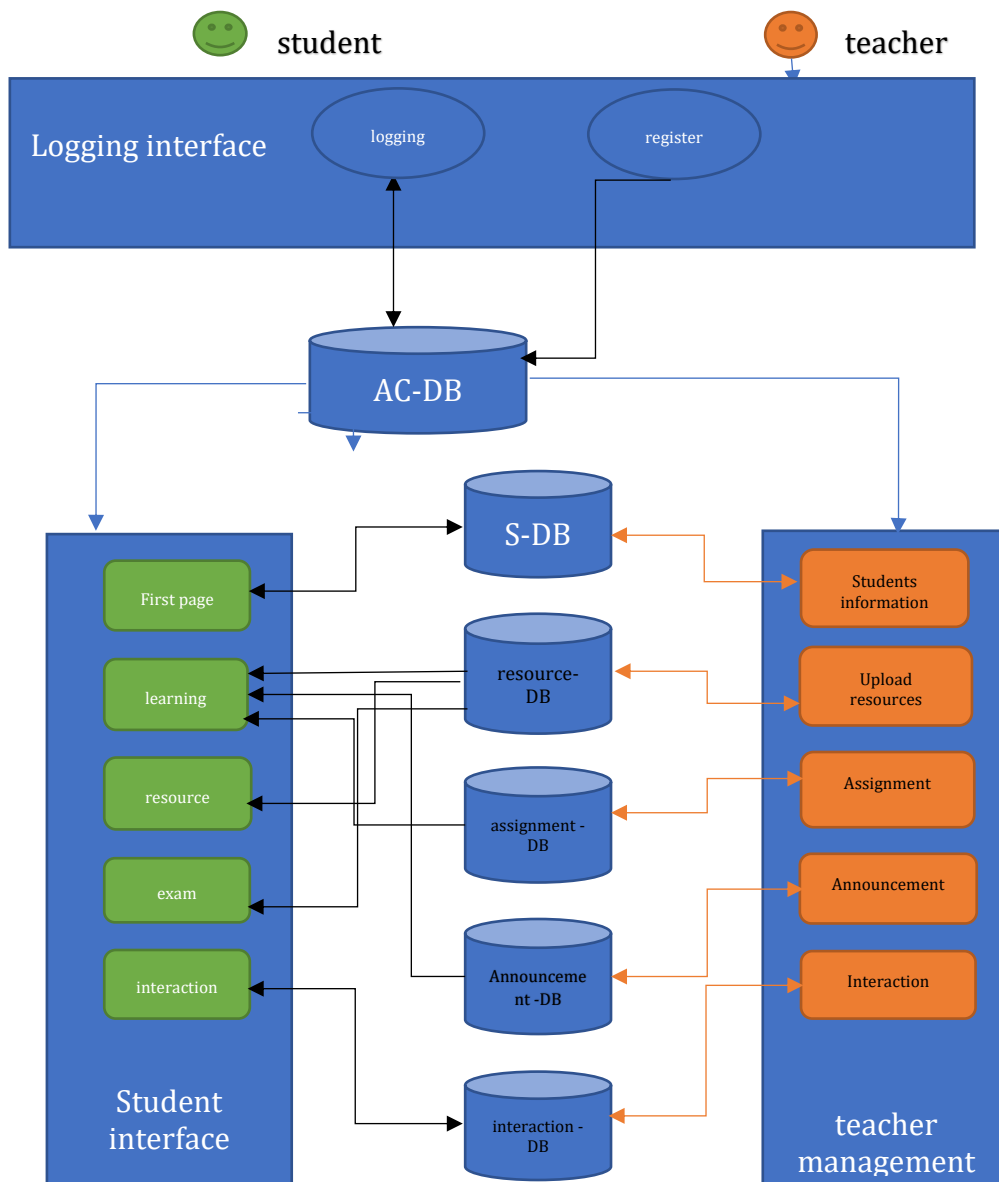 student
teacher
Logging interface
logging
register
AC-DB
S-DB
First page
Students
information
learning
resource-
DB
Upload
resources
resource
assignment -
DB
Assignment
exam
Announcement
interaction
Announceme
nt -DB
Interaction
Student
interface
interaction -
DB
teacher
management